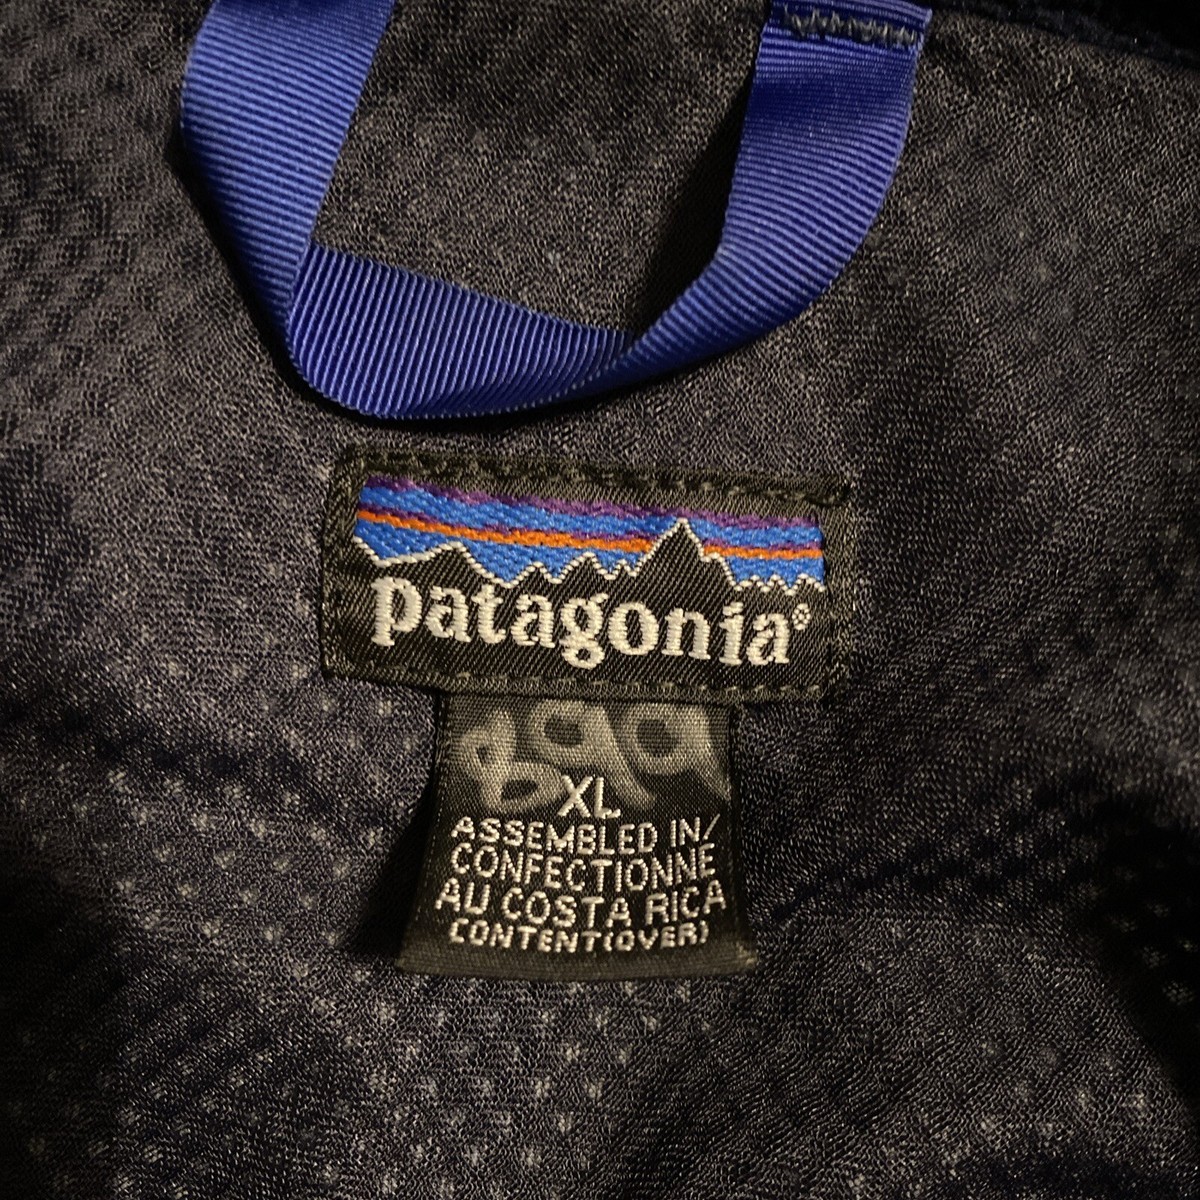 patagonia®
XL
ASSEMBLED IN/
CONFECTIONNE
AU COSTA RICA
CONTENT(OVER)